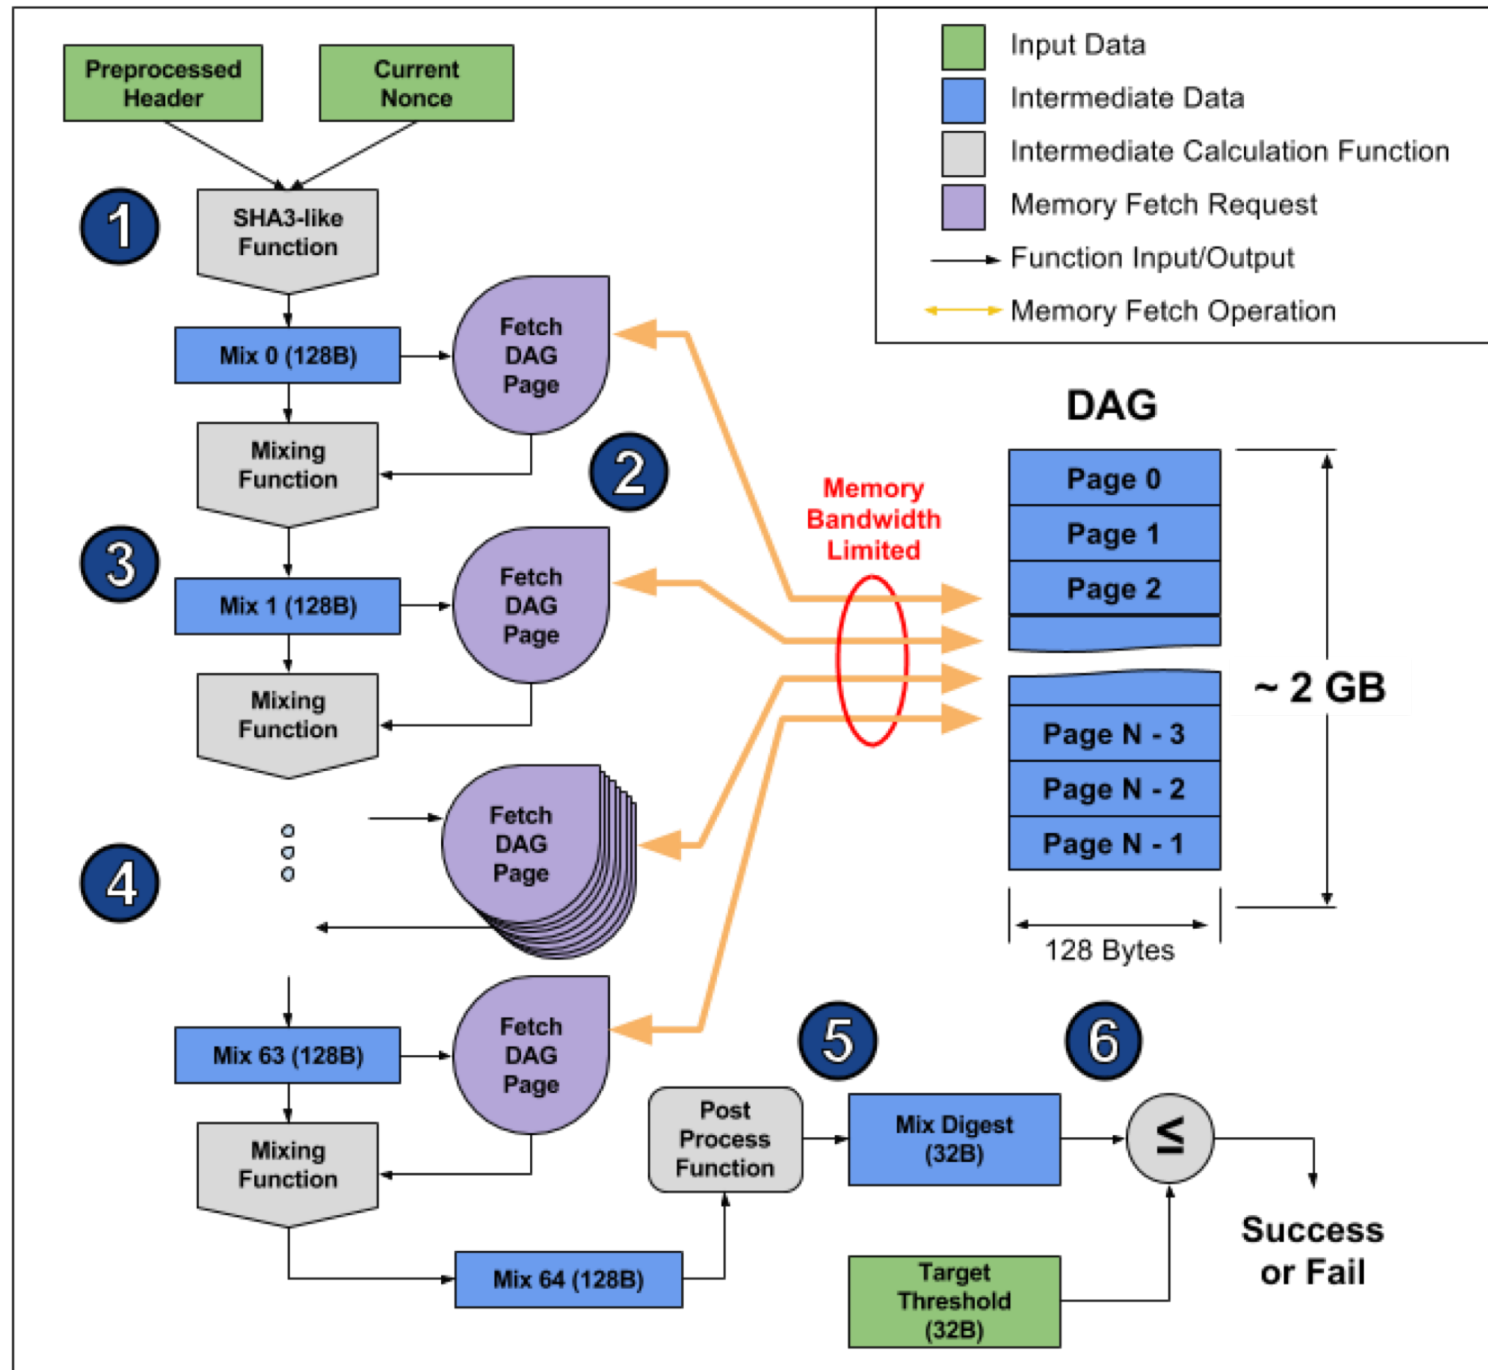 Preprocessed
Header
Current
Nonce
Input Data
Intermediate Data
Intermediate Calculation Function
Memory Fetch Request
Function Input/Output
Memory Fetch Operation
1
SHA3-like
Function
Mix 0 (128B)
Fetch
DAG
Page
Mixing
Function
2
3
Mix 1 (128B)
Fetch
DAG
Page
Mixing
Function
Memory
Bandwidth
Limited
DAG
Page 0
Page 1
Page 2
Page N - 3
Page N - 2
Page N - 1
~ 2 GB
128 Bytes
4
Fetch
DAG
Page
Mix 63 (128B)
Fetch
DAG
Page
Mixing
Function
Mix 64 (128B)
Post
Process
Function
5
Mix Digest
(32B)
6
≤
Target
Threshold
(32B)
Success
or Fail